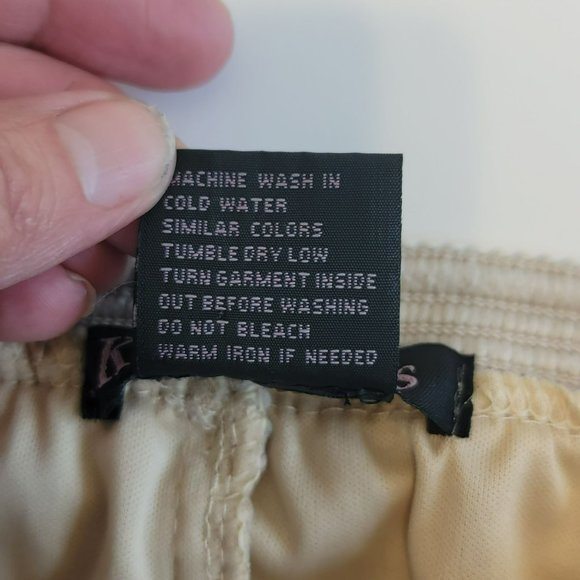 MACHINE WASH IN
COLD WATER
SIMILAR COLORS
TUMBLE DRY LOW
TURN GARMENT INSIDE
OUT BEFORE WASHING
DO NOT BLEACH
WARM IRON IF NEEDED